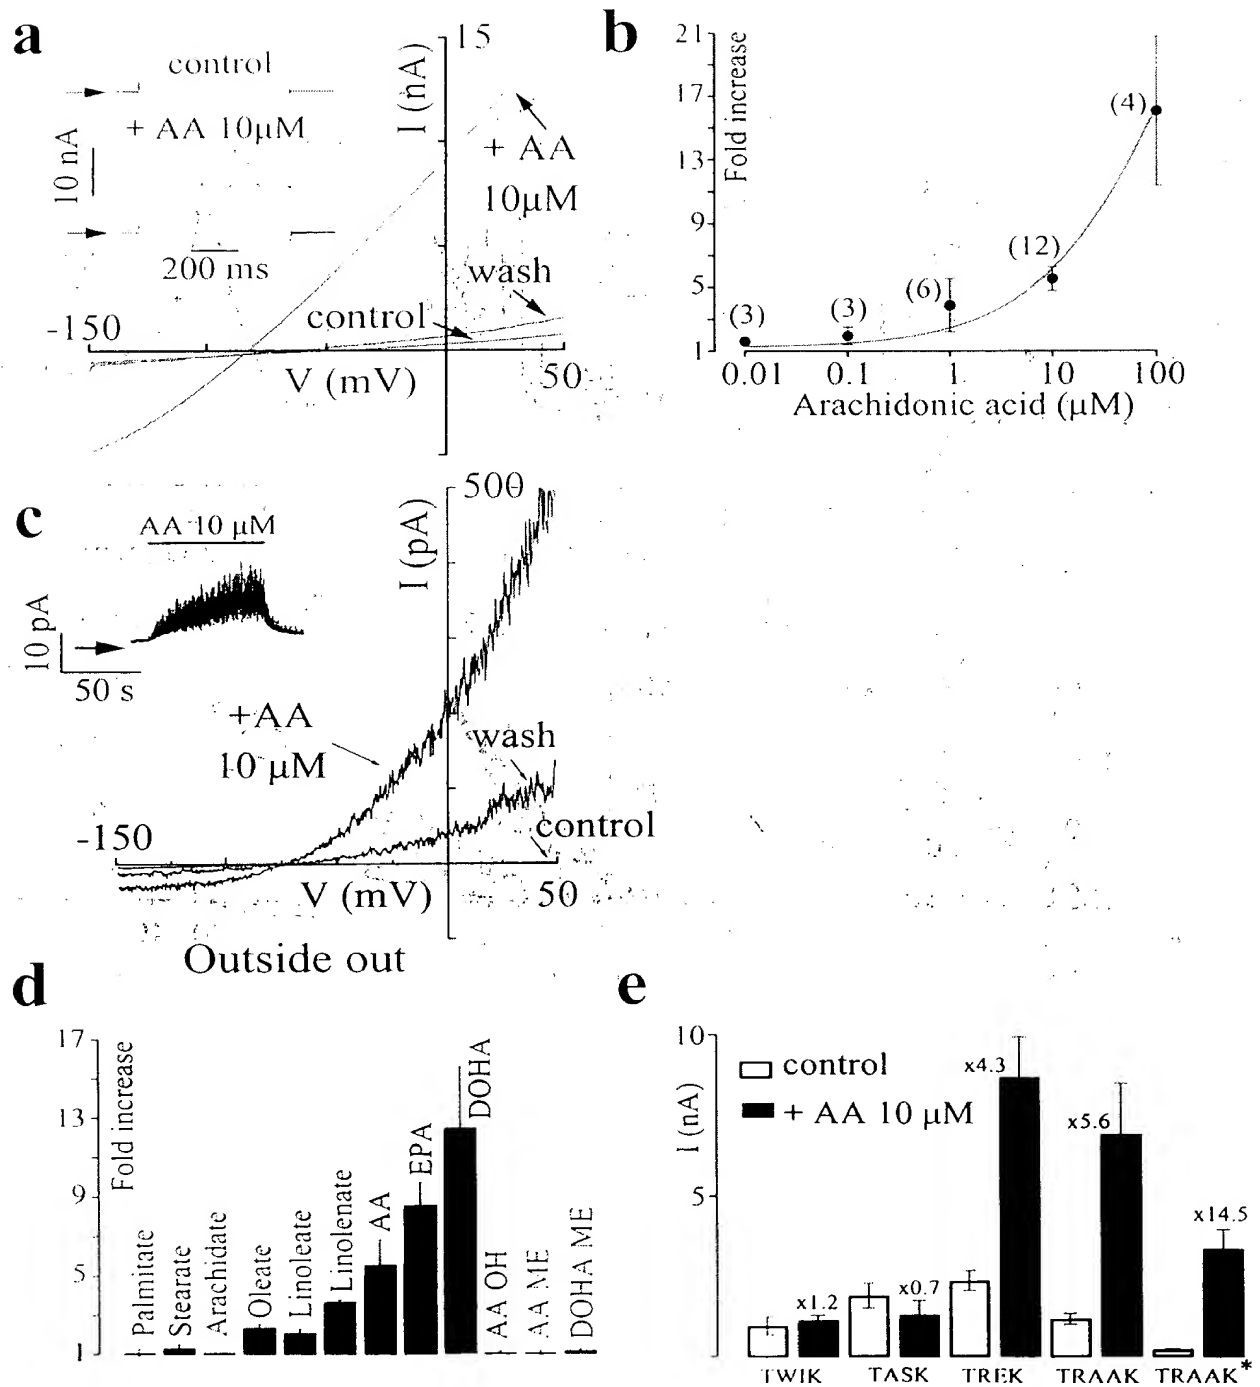 a
control
+ AA 10µM
10 nA
200 ms
I (nA)
15
+ AA
10µM
wash
control
-150
V (mV)
50
b
Fold increase
21
17
13
9
5
1
(3)
(3)
(6)
(12)
(4)
0.01
0.1
1
10
100
Arachidonic acid (µM)
c
AA 10 µM
10 pA
50 s
I (pA)
500
+AA
10 µM
wash
control
-150
V (mV)
50
Outside out
d
Fold increase
17
13
9
5
1
Palmitate
Stearate
Arachidate
Oleate
Linoleate
Linolenate
AA
EPA
DOHA
AA OH
AA ME
DOHA ME
e
I (nA)
10
5
control
+ AA 10 µM
x1.2
x0.7
x4.3
x5.6
x14.5
TWIK
TASK
TREK
TRAAK
TRAAK*